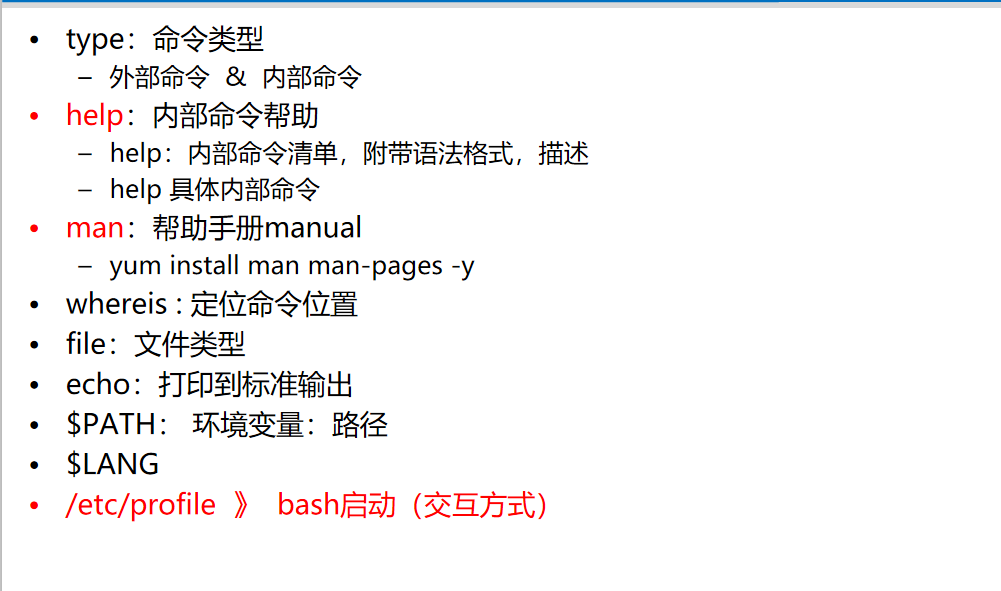 • type：命令类型
– 外部命令 & 内部命令
• help：内部命令帮助
– help：内部命令清单，附带语法格式，描述
– help 具体内部命令
• man：帮助手册manual
– yum install man man-pages -y
• whereis : 定位命令位置
• file：文件类型
• echo：打印到标准输出
• $PATH： 环境变量：路径
• $LANG
• /etc/profile 》 bash启动（交互方式）